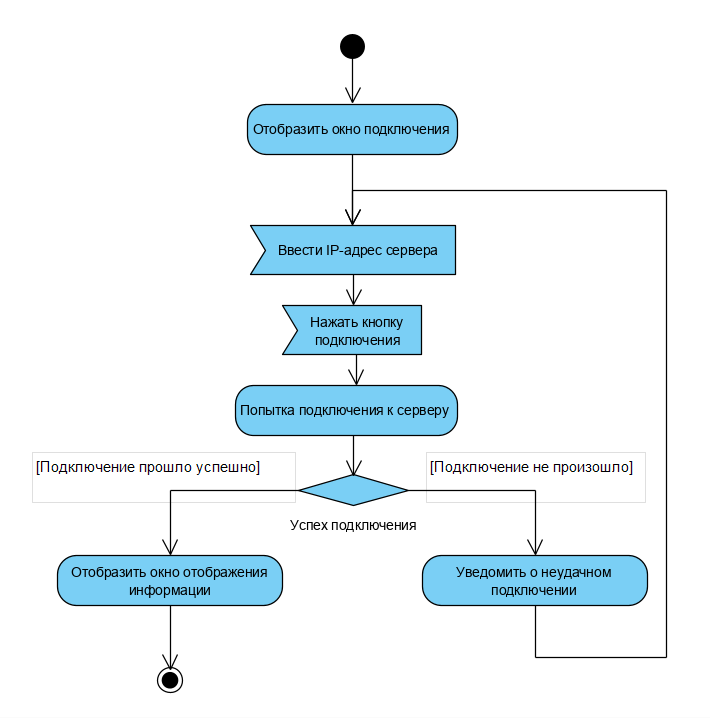 Отобразить окно подключения
Ввести IP-адрес сервера
Нажать кнопку
подключения
Попытка подключения к серверу
[Подключение прошло успешно]
[Подключение не произошло]
Успех подключения
Отобразить окно отображения
информации
Уведомить о неудачном
подключении